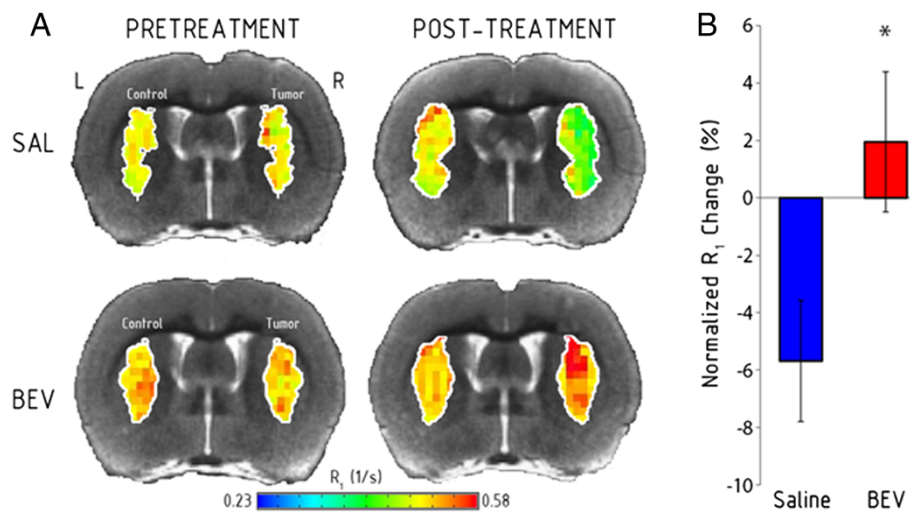 A
PRETREATMENT
POST-TREATMENT
L
R
Control
Tumor
SAL
Control
Tumor
BEV
R1 (1/s)
0.23
0.58
B
Normalized R1 Change (%)
6
4
2
0
-2
-4
-6
-8
-10
*
Saline
BEV